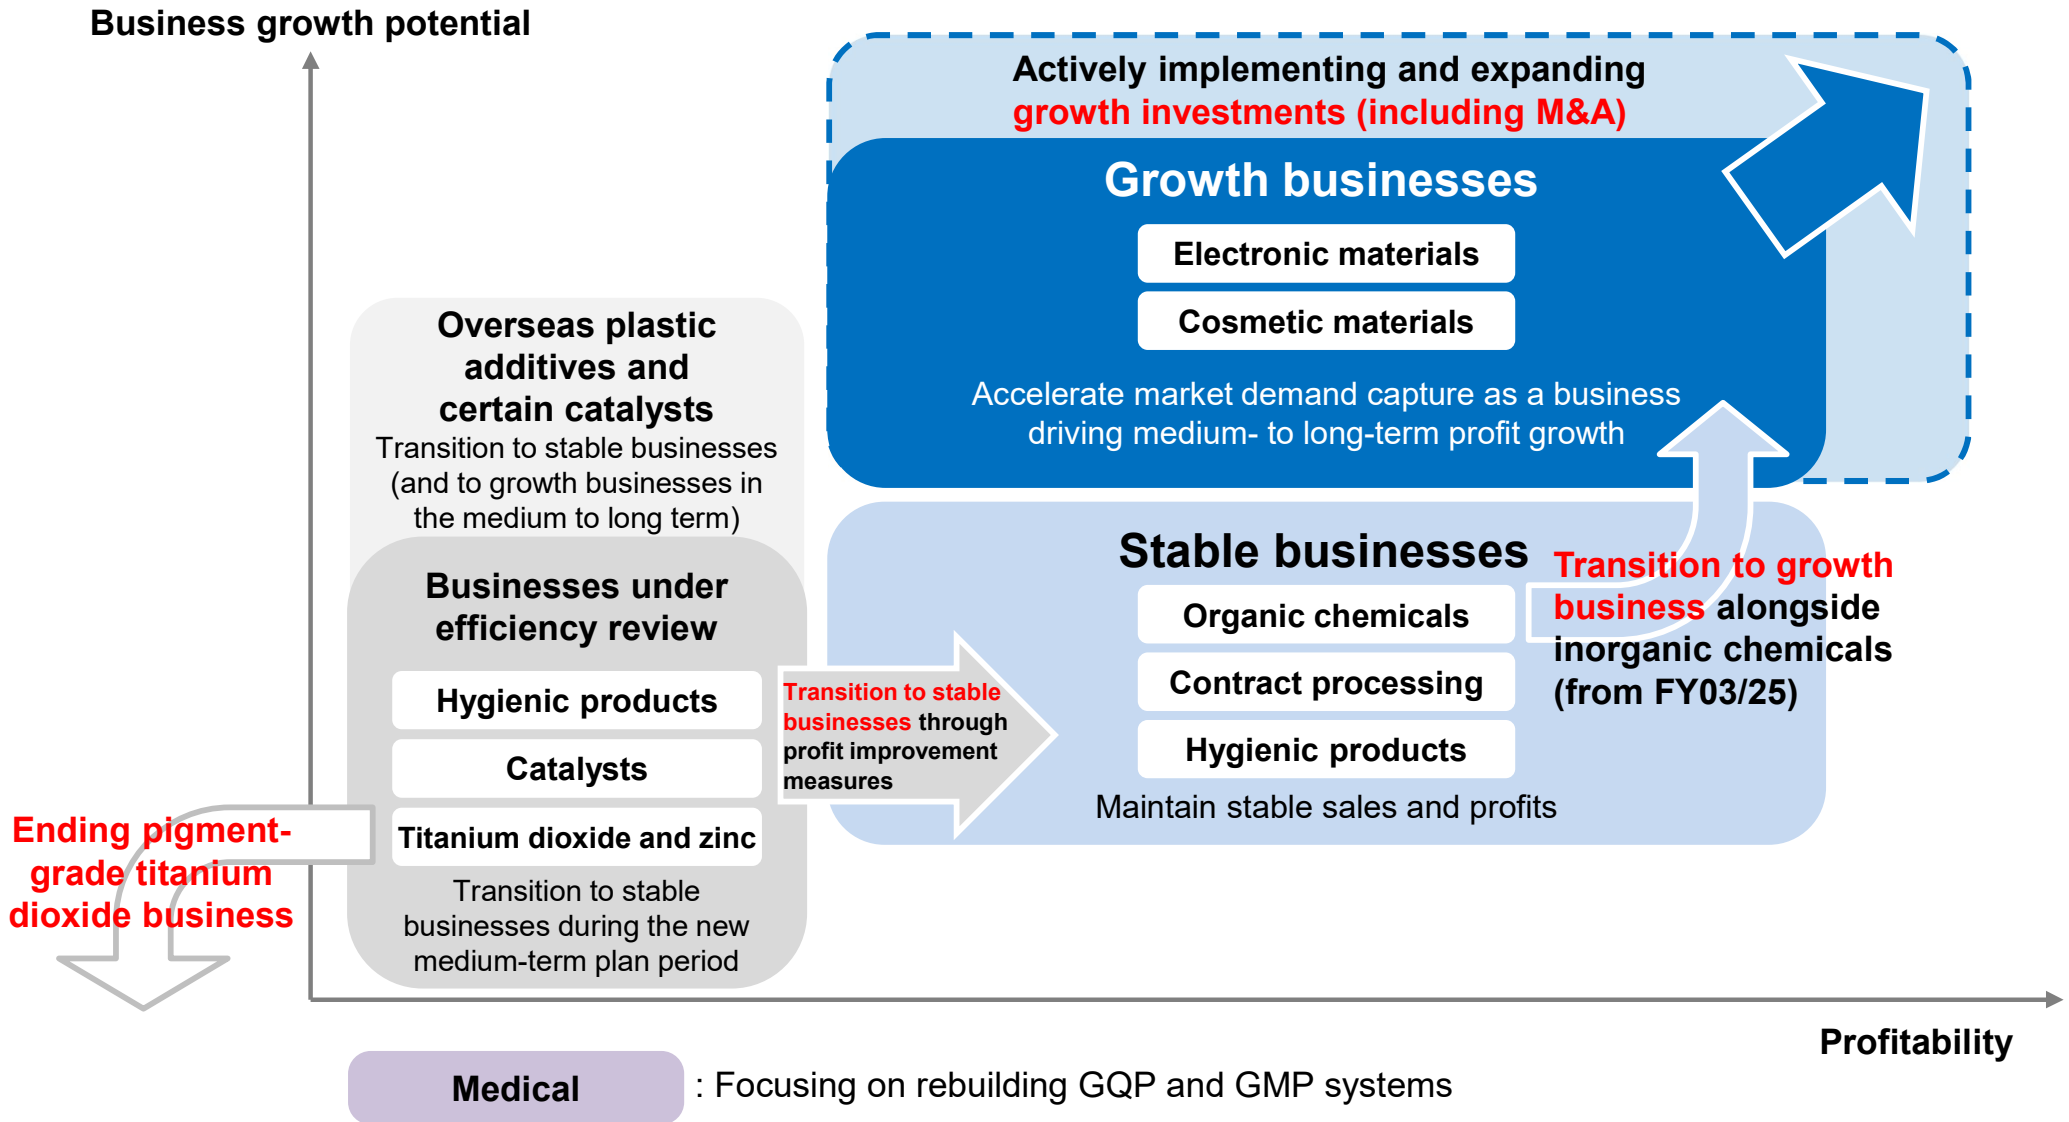 Business growth potential
Actively implementing and expanding
growth investments (including M&A)
Growth businesses
Electronic materials
Cosmetic materials
Accelerate market demand capture as a business
driving medium- to long-term profit growth
Overseas plastic
additives and
certain catalysts
Transition to stable businesses
(and to growth businesses in
the medium to long term)
Businesses under
efficiency review
Hygienic products
Catalysts
Titanium dioxide and zinc
Transition to stable
businesses during the new
medium-term plan period
Transition to stable
businesses through
profit improvement
measures
Stable businesses
Organic chemicals
Contract processing
Hygienic products
Maintain stable sales and profits
Transition to growth
business alongside
inorganic chemicals
(from FY03/25)
Ending pigment-
grade titanium
dioxide business
Profitability
Medical : Focusing on rebuilding GQP and GMP systems